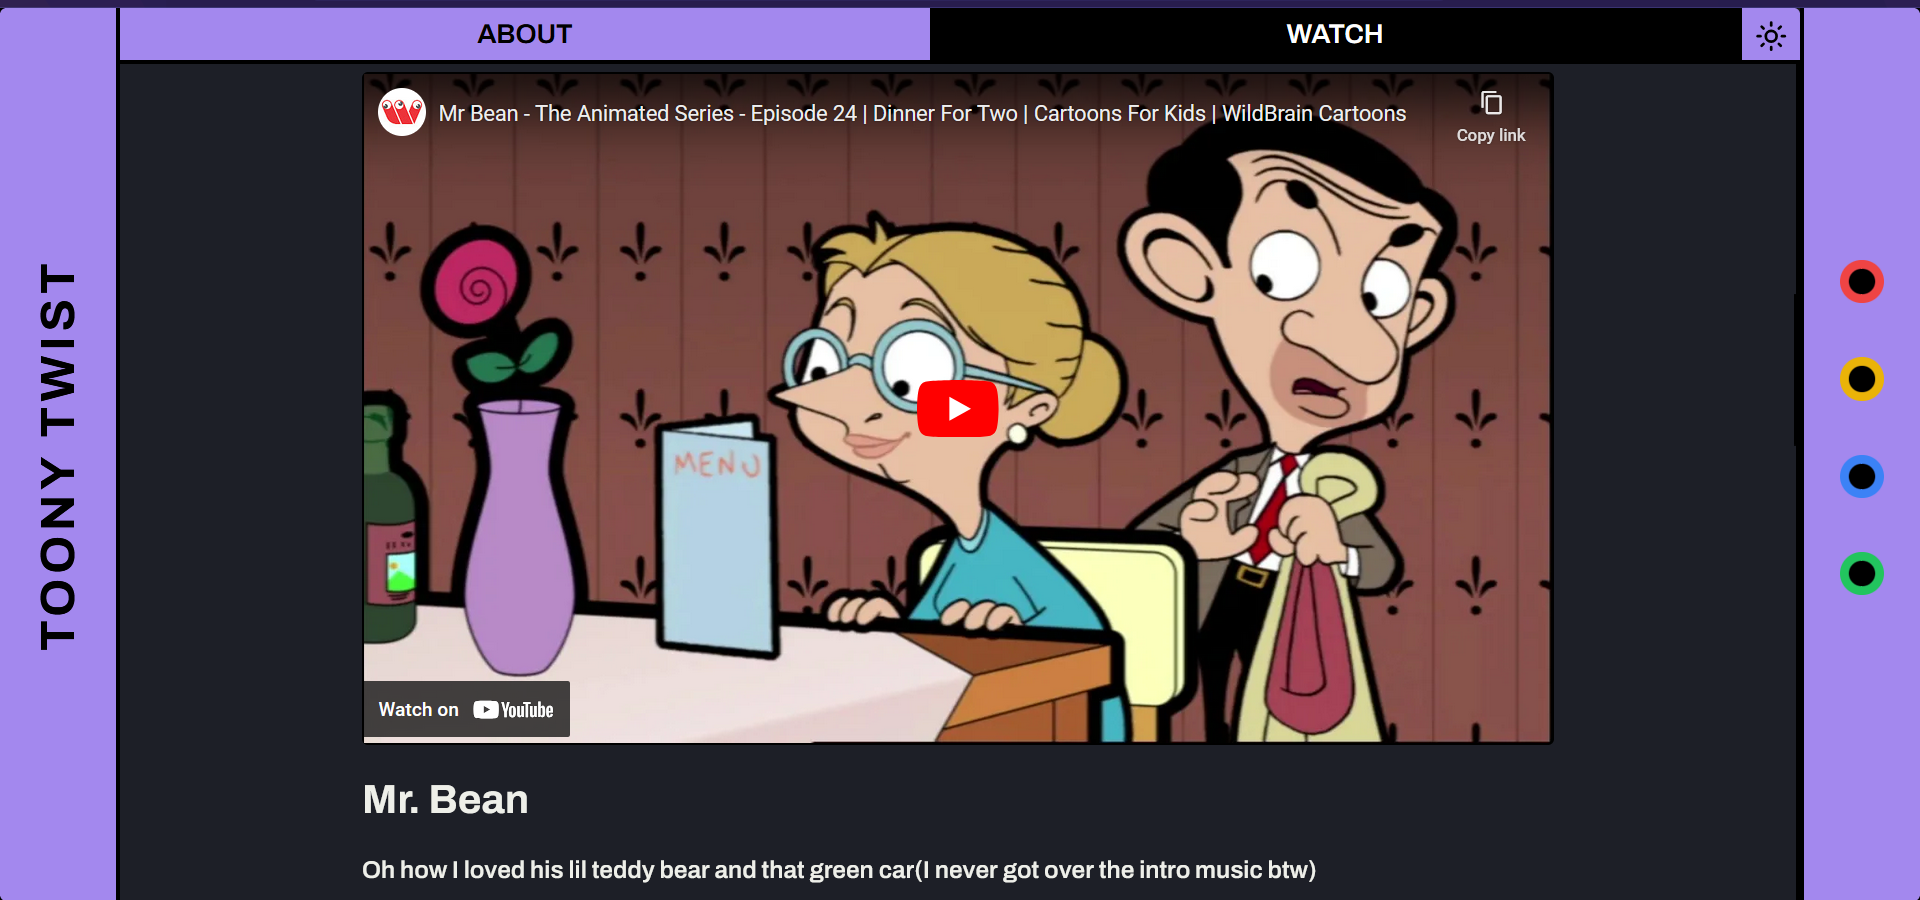 ABOUT
WATCH
TOONY TWIST
Mr Bean - The Animated Series - Episode 24 | Dinner For Two | Cartoons For Kids | WildBrain Cartoons
Copy link
MENU
Watch on YouTube
Mr. Bean
Oh how I loved his lil teddy bear and that green car(I never got over the intro music btw)